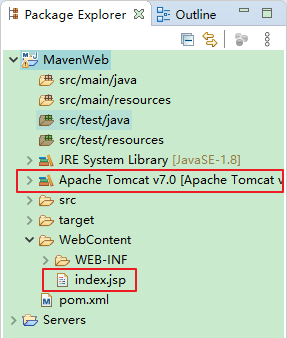 Package Explorer
Outline
MavenWeb
src/main/java
src/main/resources
src/test/java
src/test/resources
JRE System Library [JavaSE-1.8]
Apache Tomcat v7.0 [Apache Tomcat v
src
target
WebContent
WEB-INF
index.jsp
pom.xml
Servers